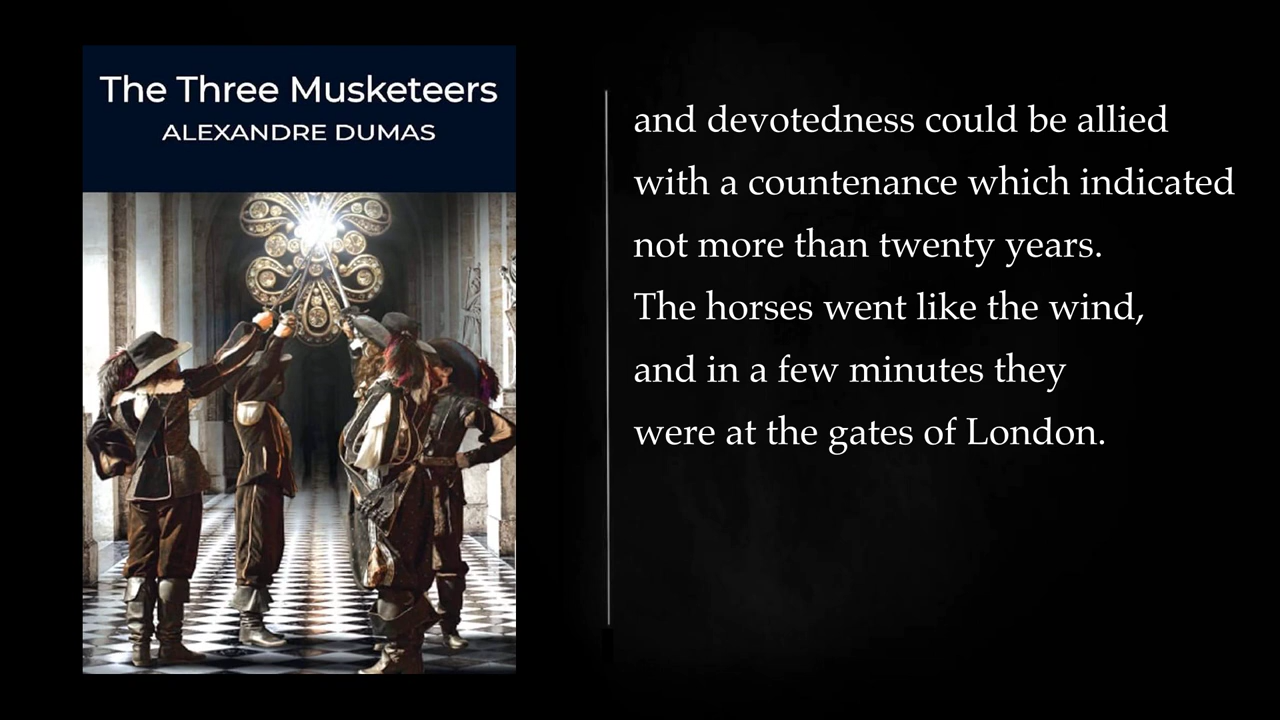 The Three Musketeers
ALEXANDRE DUMAS
and devotedness could be allied
with a countenance which indicated
not more than twenty years.
The horses went like the wind,
and in a few minutes they
were at the gates of London.